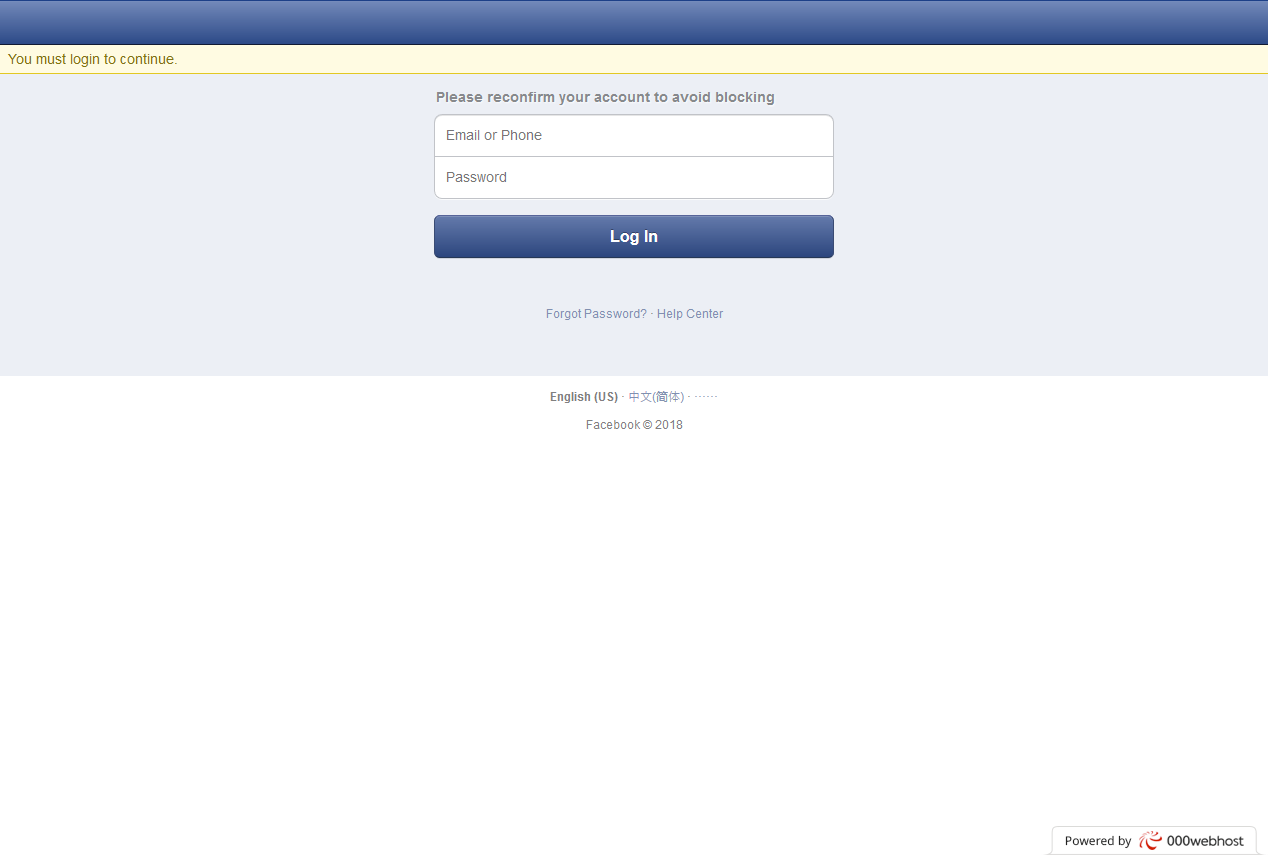 You must login to continue.
Please reconfirm your account to avoid blocking
Email or Phone
Password
Log In
Forgot Password? · Help Center
English (US) · 中文(简体) · ······
Facebook © 2018
Powered by 000webhost